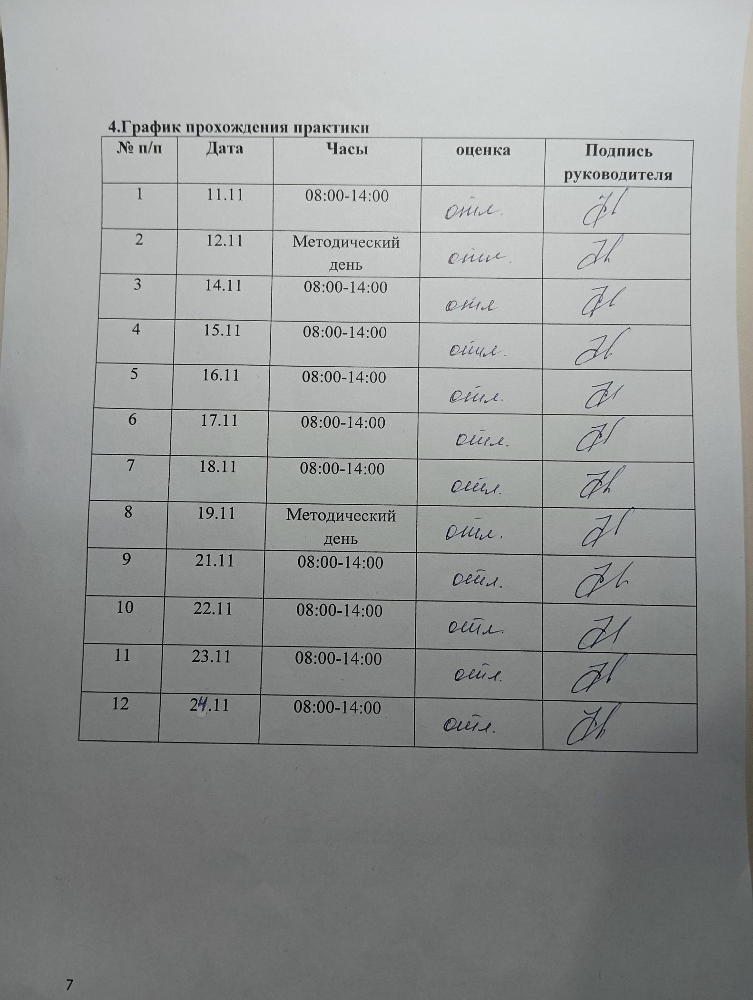 4.График прохождения практики
№ п/п Дата Часы оценка Подпись
руководителя
1 11.11 08:00-14:00 отл.
2 12.11 Методический
день отл.
3 14.11 08:00-14:00 отл
4 15.11 08:00-14:00 отл.
5 16.11 08:00-14:00 отл.
6 17.11 08:00-14:00 отл.
7 18.11 08:00-14:00 отл.
8 19.11 Методический
день отл.
9 21.11 08:00-14:00 отл.
10 22.11 08:00-14:00 отл.
11 23.11 08:00-14:00 отл.
12 24.11 08:00-14:00 отл.
7